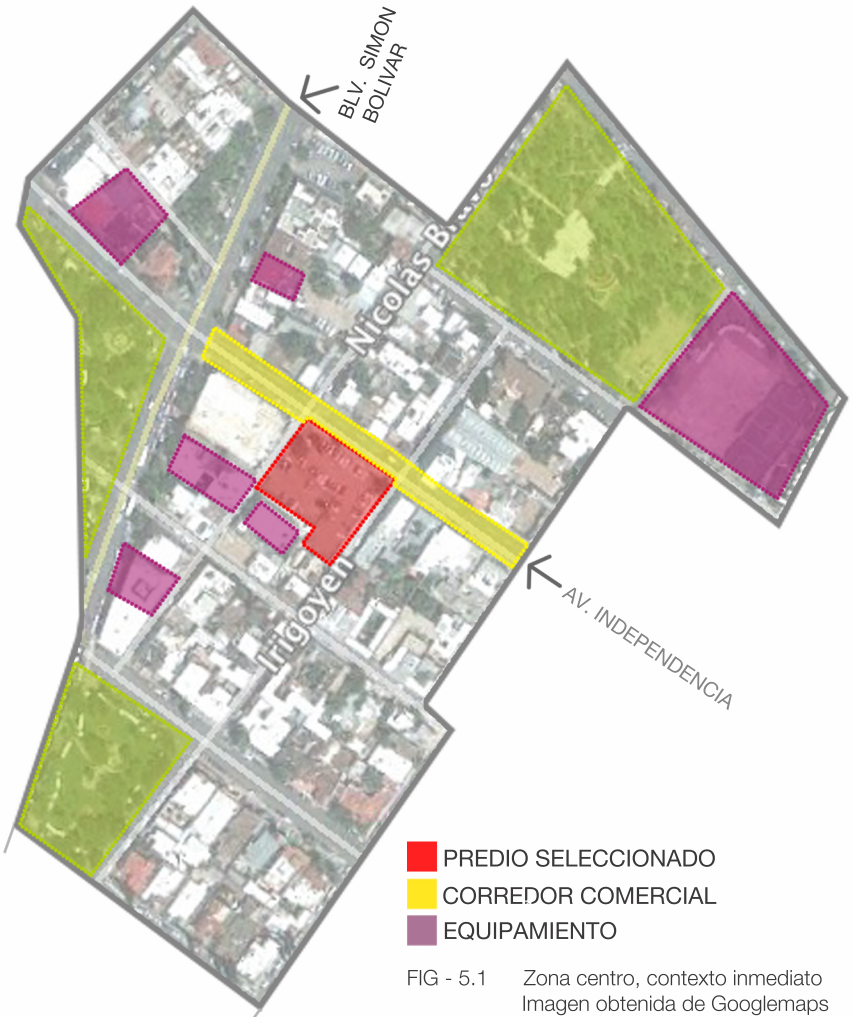 BLV. SIMON
BOLIVAR
Nicolás
Irigoyen
AV. INDEPENDENCIA
PREDIO SELECCIONADO
CORREDOR COMERCIAL
EQUIPAMIENTO
FIG - 5.1 Zona centro, contexto inmediato
Imagen obtenida de Googlemaps